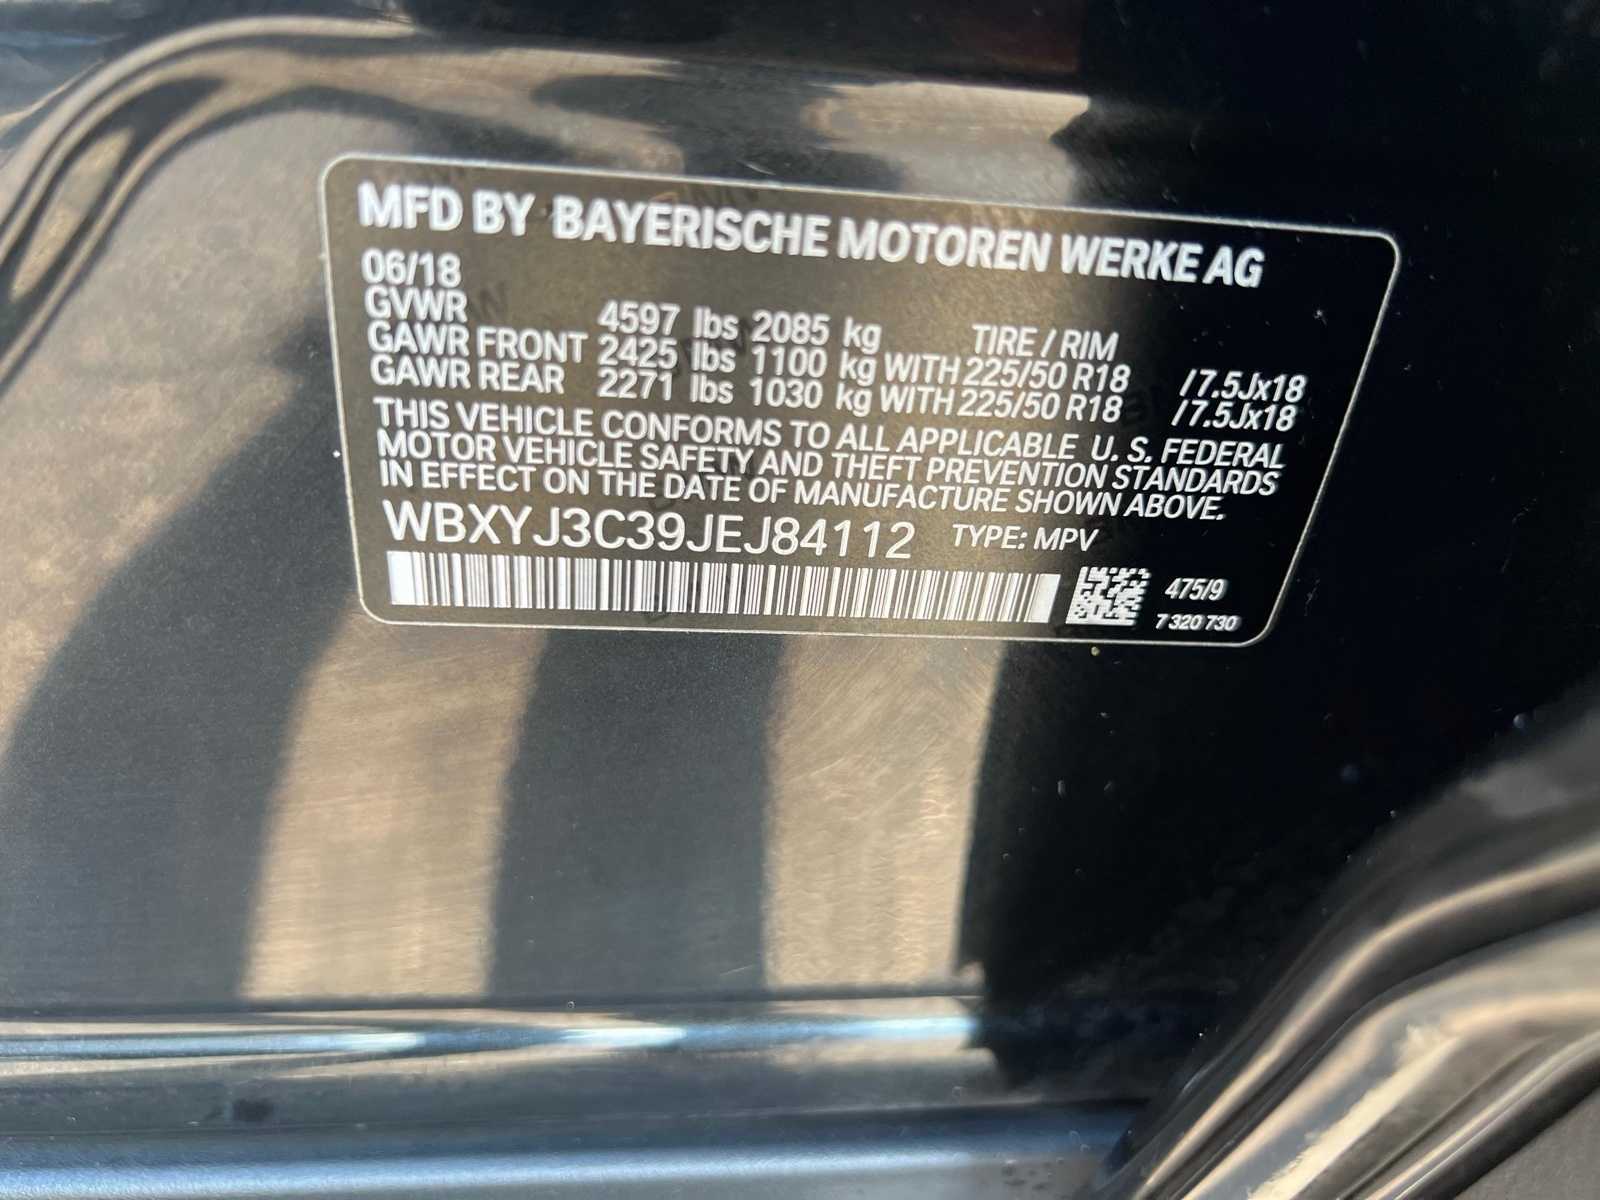 MFD BY BAYERISCHE MOTOREN WERKE AG
06/18
GVWR 4597 lbs 2085 kg TIRE / RIM
GAWR FRONT 2425 lbs 1100 kg WITH 225/50 R18 /7.5Jx18
GAWR REAR 2271 lbs 1030 kg WITH 225/50 R18 /7.5Jx18
THIS VEHICLE CONFORMS TO ALL APPLICABLE U. S. FEDERAL
MOTOR VEHICLE SAFETY AND THEFT PREVENTION STANDARDS
IN EFFECT ON THE DATE OF MANUFACTURE SHOWN ABOVE.
WBXYJ3C39JEJ84112 TYPE: MPV
475/9
7 320 730